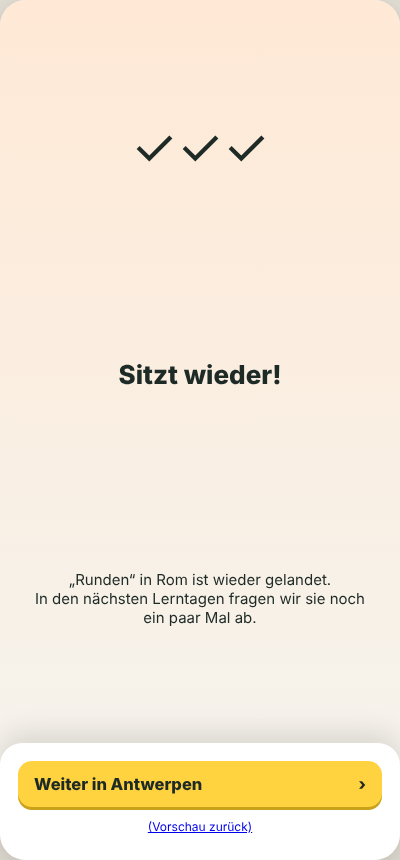 Sitzt wieder!
„Runden“ in Rom ist wieder gelandet.
In den nächsten Lerntagen fragen wir sie noch
ein paar Mal ab.
Weiter in Antwerpen ›
(Vorschau zurück)